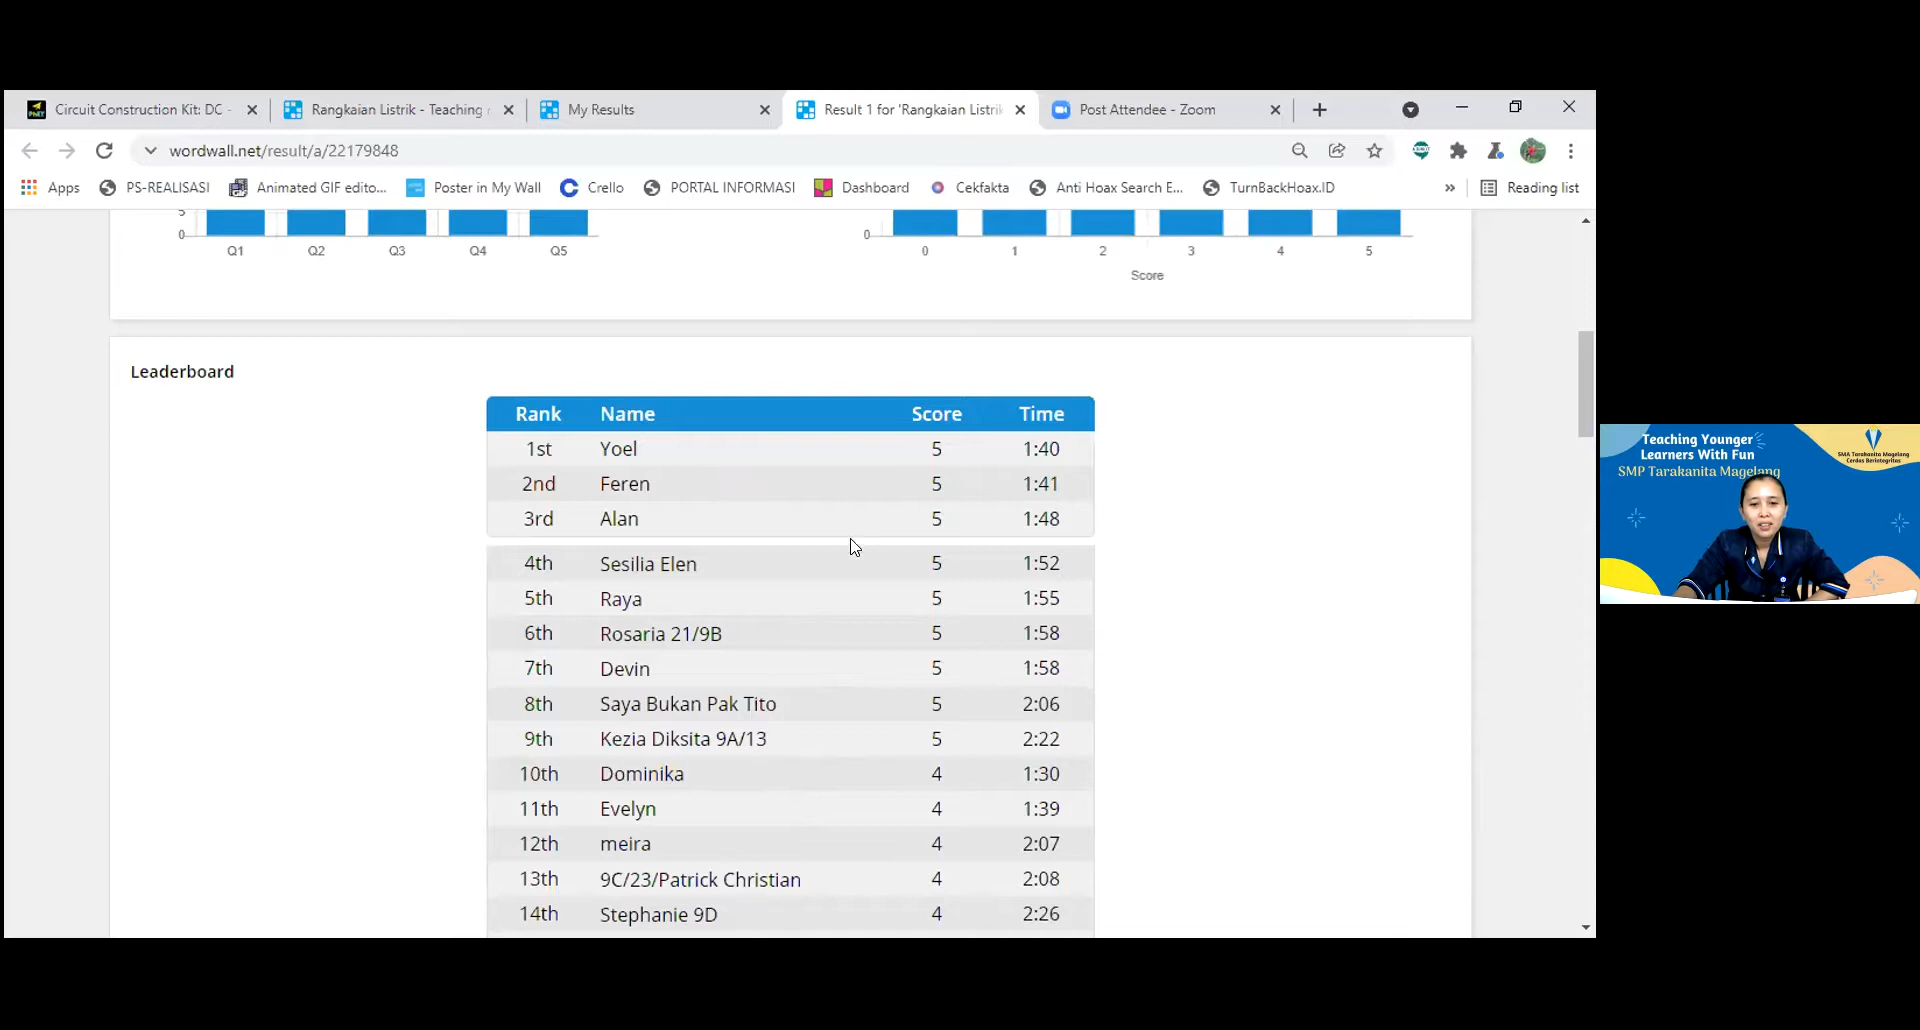 Circuit Construction Kit: DC -
Rangkaian Listrik - Teaching
My Results
Result 1 for 'Rangkaian Listrik
Post Attendee - Zoom
wordwall.net/result/a/22179848
Apps
PS-REALISASI
Animated GIF edito...
Poster in My Wall
Crello
PORTAL INFORMASI
Dashboard
Cekfakta
Anti Hoax Search E...
TurnBackHoax.ID
»
Reading list
5
0
Q1 Q2 Q3 Q4 Q5
0
0 1 2 3 4 5
Score
Leaderboard
Rank Name Score Time
1st Yoel 5 1:40
2nd Feren 5 1:41
3rd Alan 5 1:48
4th Sesilia Elen 5 1:52
5th Raya 5 1:55
6th Rosaria 21/9B 5 1:58
7th Devin 5 1:58
8th Saya Bukan Pak Tito 5 2:06
9th Kezia Diksita 9A/13 5 2:22
10th Dominika 4 1:30
11th Evelyn 4 1:39
12th meira 4 2:07
13th 9C/23/Patrick Christian 4 2:08
14th Stephanie 9D 4 2:26
Teaching Younger
Learners With Fun
SMP Tarakanita Magelang
SMA Tarakanita Magelang
Cerdas Berintegritas